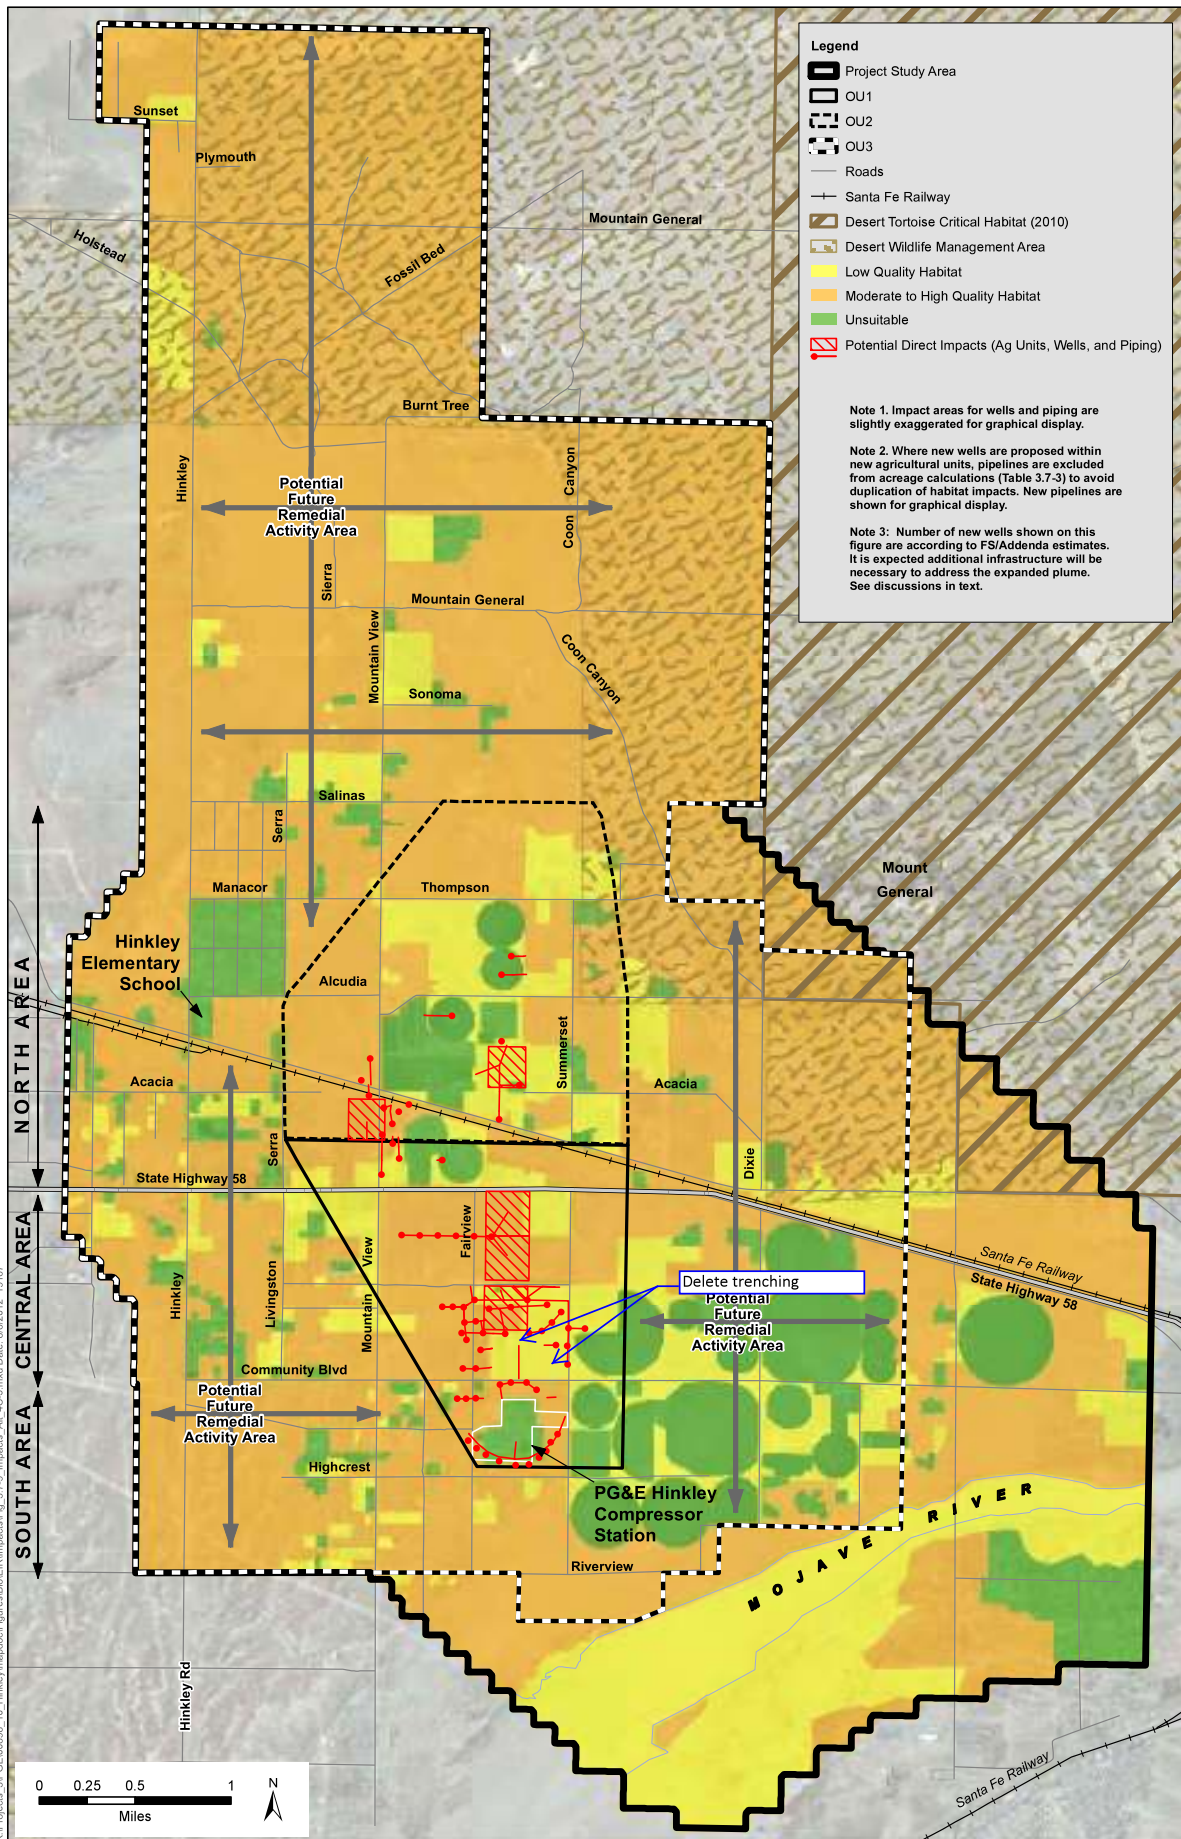 Legend
Project Study Area
OU1
OU2
OU3
Roads
Santa Fe Railway
Desert Tortoise Critical Habitat (2010)
Desert Wildlife Management Area
Low Quality Habitat
Moderate to High Quality Habitat
Unsuitable
Potential Direct Impacts (Ag Units, Wells, and Piping)
Note 1. Impact areas for wells and piping are
slightly exaggerated for graphical display.
Note 2. Where new wells are proposed within
new agricultural units, pipelines are excluded
from acreage calculations (Table 3.7-3) to avoid
duplication of habitat impacts. New pipelines are
shown for graphical display.
Note 3: Number of new wells shown on this
figure are according to FS/Addenda estimates.
It is expected additional infrastructure will be
necessary to address the expanded plume.
See discussions in text.
Sunset
Plymouth
Mountain General
Holstead
Fossil Bed
Burnt Tree
Hinkley
Canyon
Coon
Potential
Future
Remedial
Activity Area
Sierra
Mountain General
Mountain View
Coon Canyon
Sonoma
Salinas
Serra
Manacor
Thompson
Mount
General
Hinkley
Elementary
School
Alcudia
NORTH AREA
Summerset
Acacia
Acacia
Serra
Dixie
State Highway 58
CENTRAL AREA
Fairview
View
Mountain
Livingston
Hinkley
Santa Fe Railway
State Highway 58
Delete trenching
Potential
Future
Remedial
Activity Area
Community Blvd
Potential
Future
Remedial
Activity Area
SOUTH AREA
Highcrest
PG&E Hinkley
Compressor
Station
MOJAVE RIVER
Riverview
Hinkley Rd
Santa Fe Railway
0 0.25 0.5 1
Miles
N